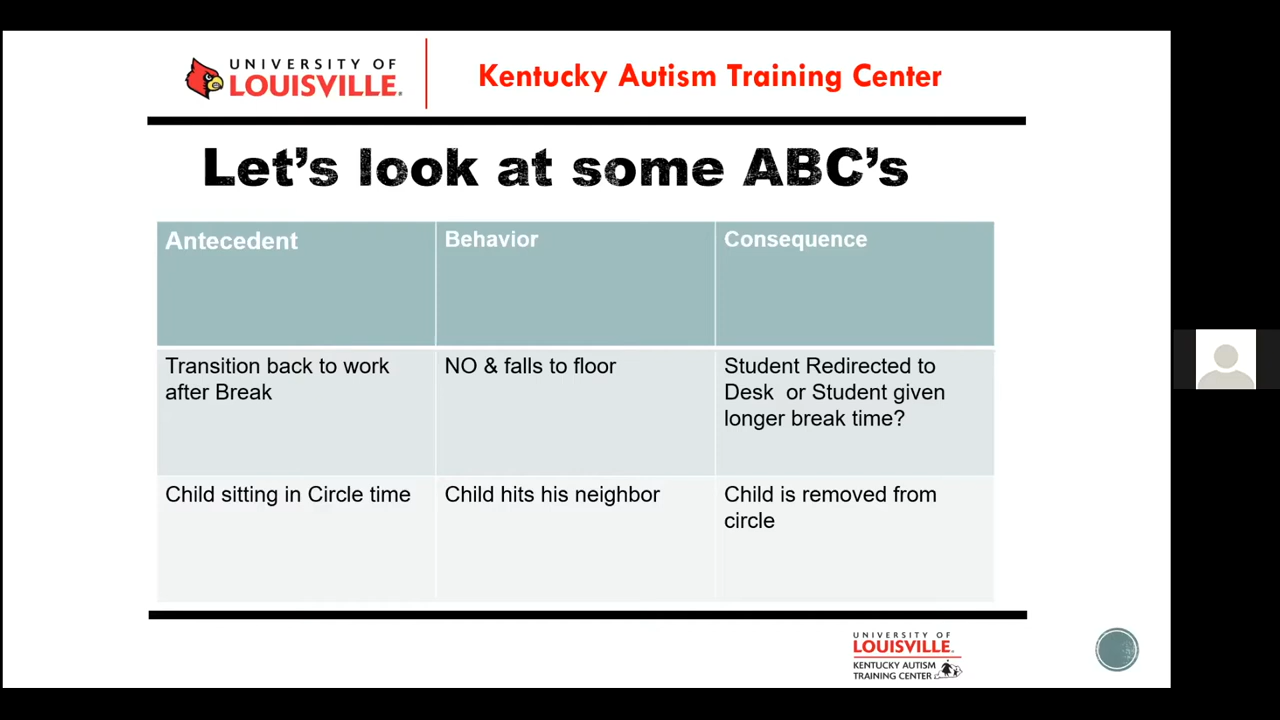 UNIVERSITY OF
LOUISVILLE.
Kentucky Autism Training Center
Let's look at some ABC's
Antecedent
Behavior
Consequence
Transition back to work
after Break
NO & falls to floor
Student Redirected to
Desk or Student given
longer break time?
Child sitting in Circle time
Child hits his neighbor
Child is removed from
circle
UNIVERSITY OF
LOUISVILLE.
KENTUCKY AUTISM
TRAINING CENTER